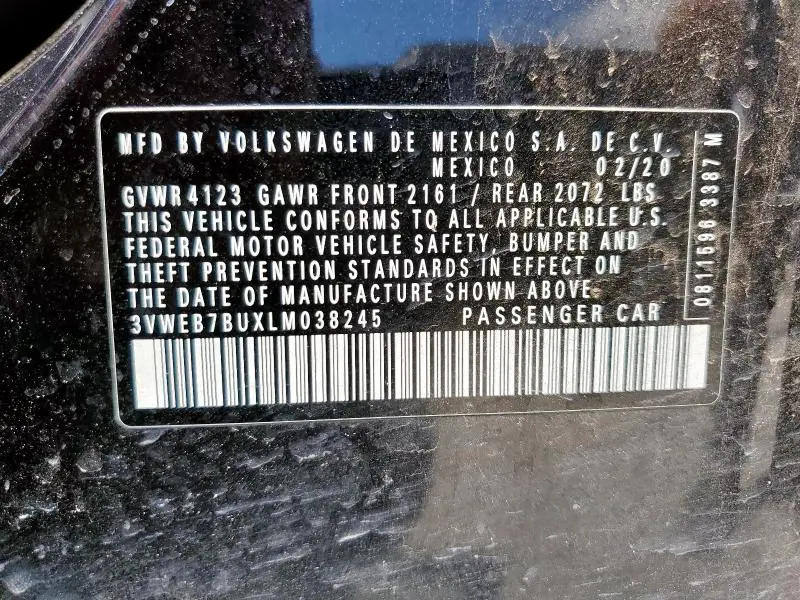 MFD BY VOLKSWAGEN DE MEXICO S.A. DE C.V.
MEXICO 02/20
GVWR 4123 GAWR FRONT 2161 / REAR 2072 LBS
THIS VEHICLE CONFORMS TO ALL APPLICABLE U.S.
FEDERAL MOTOR VEHICLE SAFETY, BUMPER AND
THEFT PREVENTION STANDARDS IN EFFECT ON
THE DATE OF MANUFACTURE SHOWN ABOVE
3VWEB7BUXLM038245 PASSENGER CAR
081/1596 3387 M